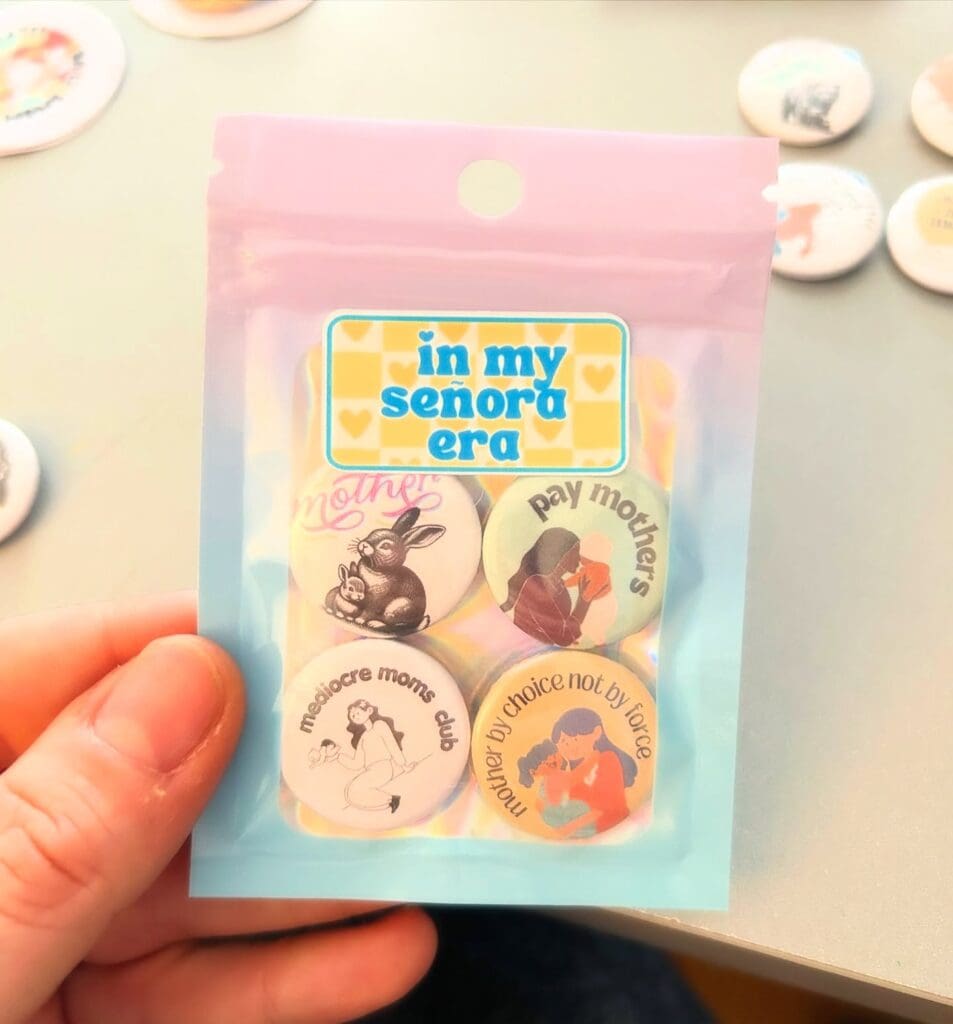 in my
señora
era
mother
pay mothers
mediocre moms club
mother by choice not by force